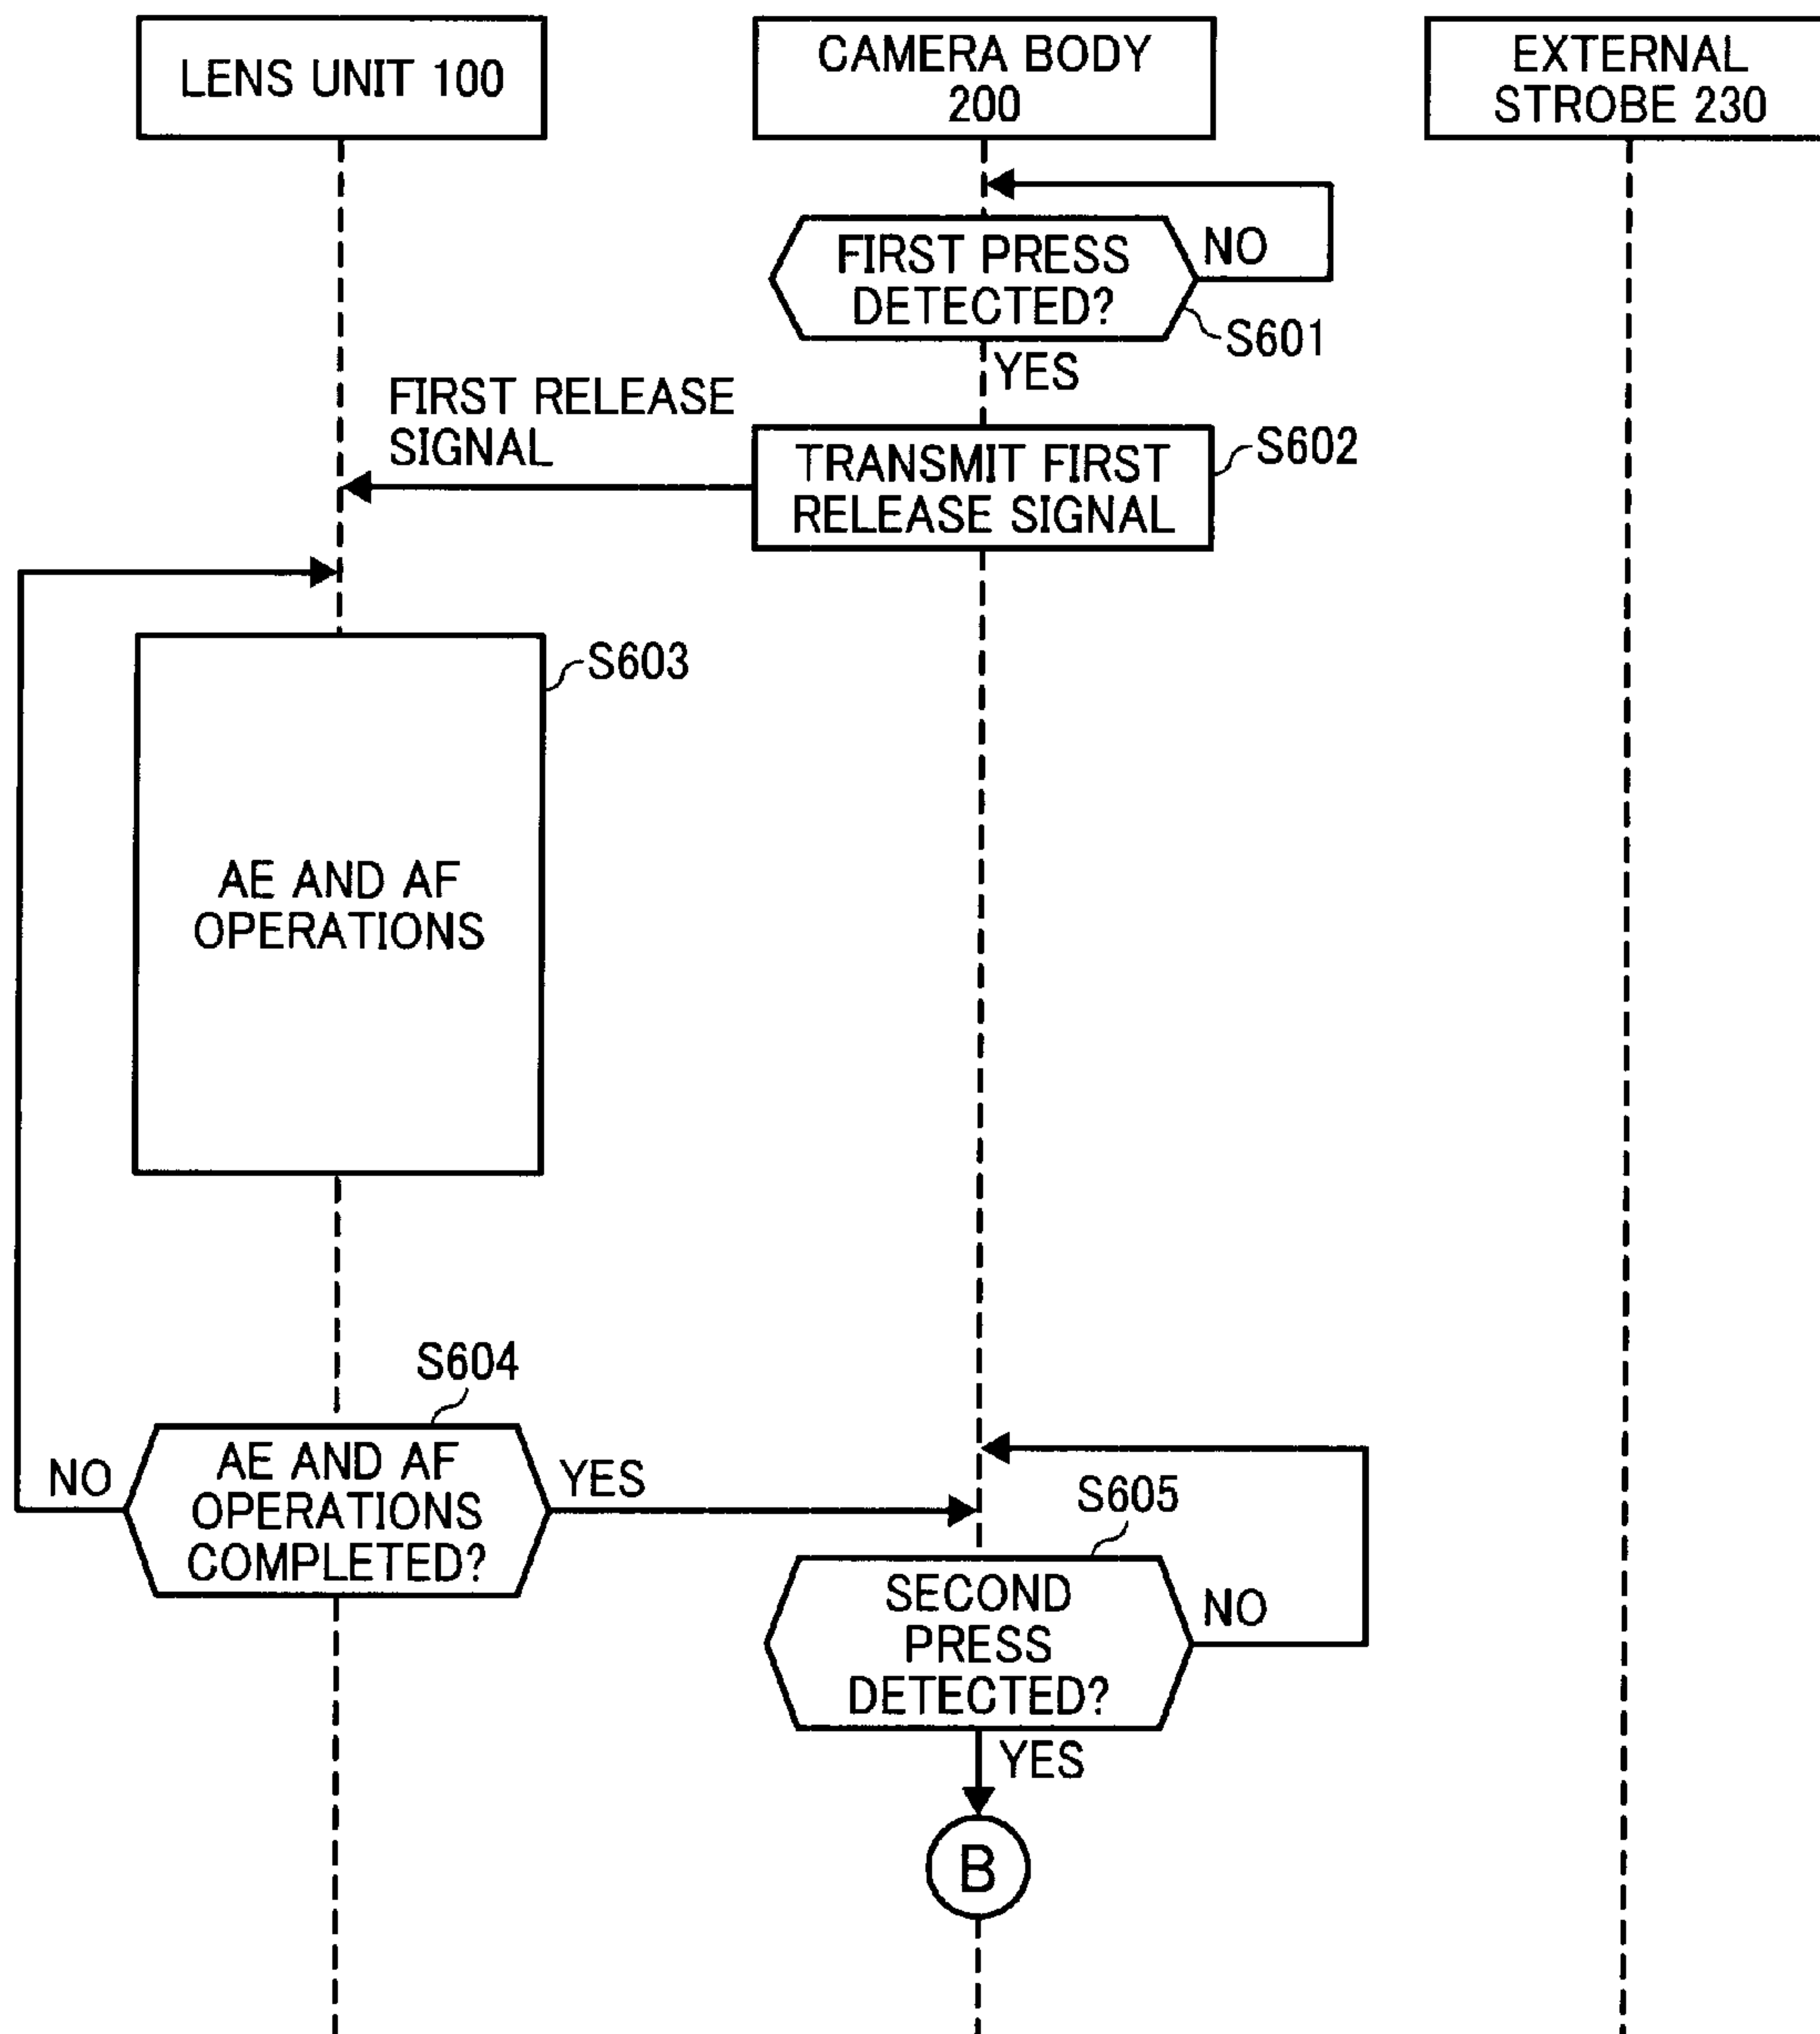 LENS UNIT 100
CAMERA BODY
200
EXTERNAL
STROBE 230
FIRST PRESS
DETECTED?
NO
S601
YES
FIRST RELEASE
SIGNAL
TRANSMIT FIRST
RELEASE SIGNAL
S602
S603
AE AND AF
OPERATIONS
S604
NO
AE AND AF
OPERATIONS
COMPLETED?
YES
S605
SECOND
PRESS
DETECTED?
NO
YES
B